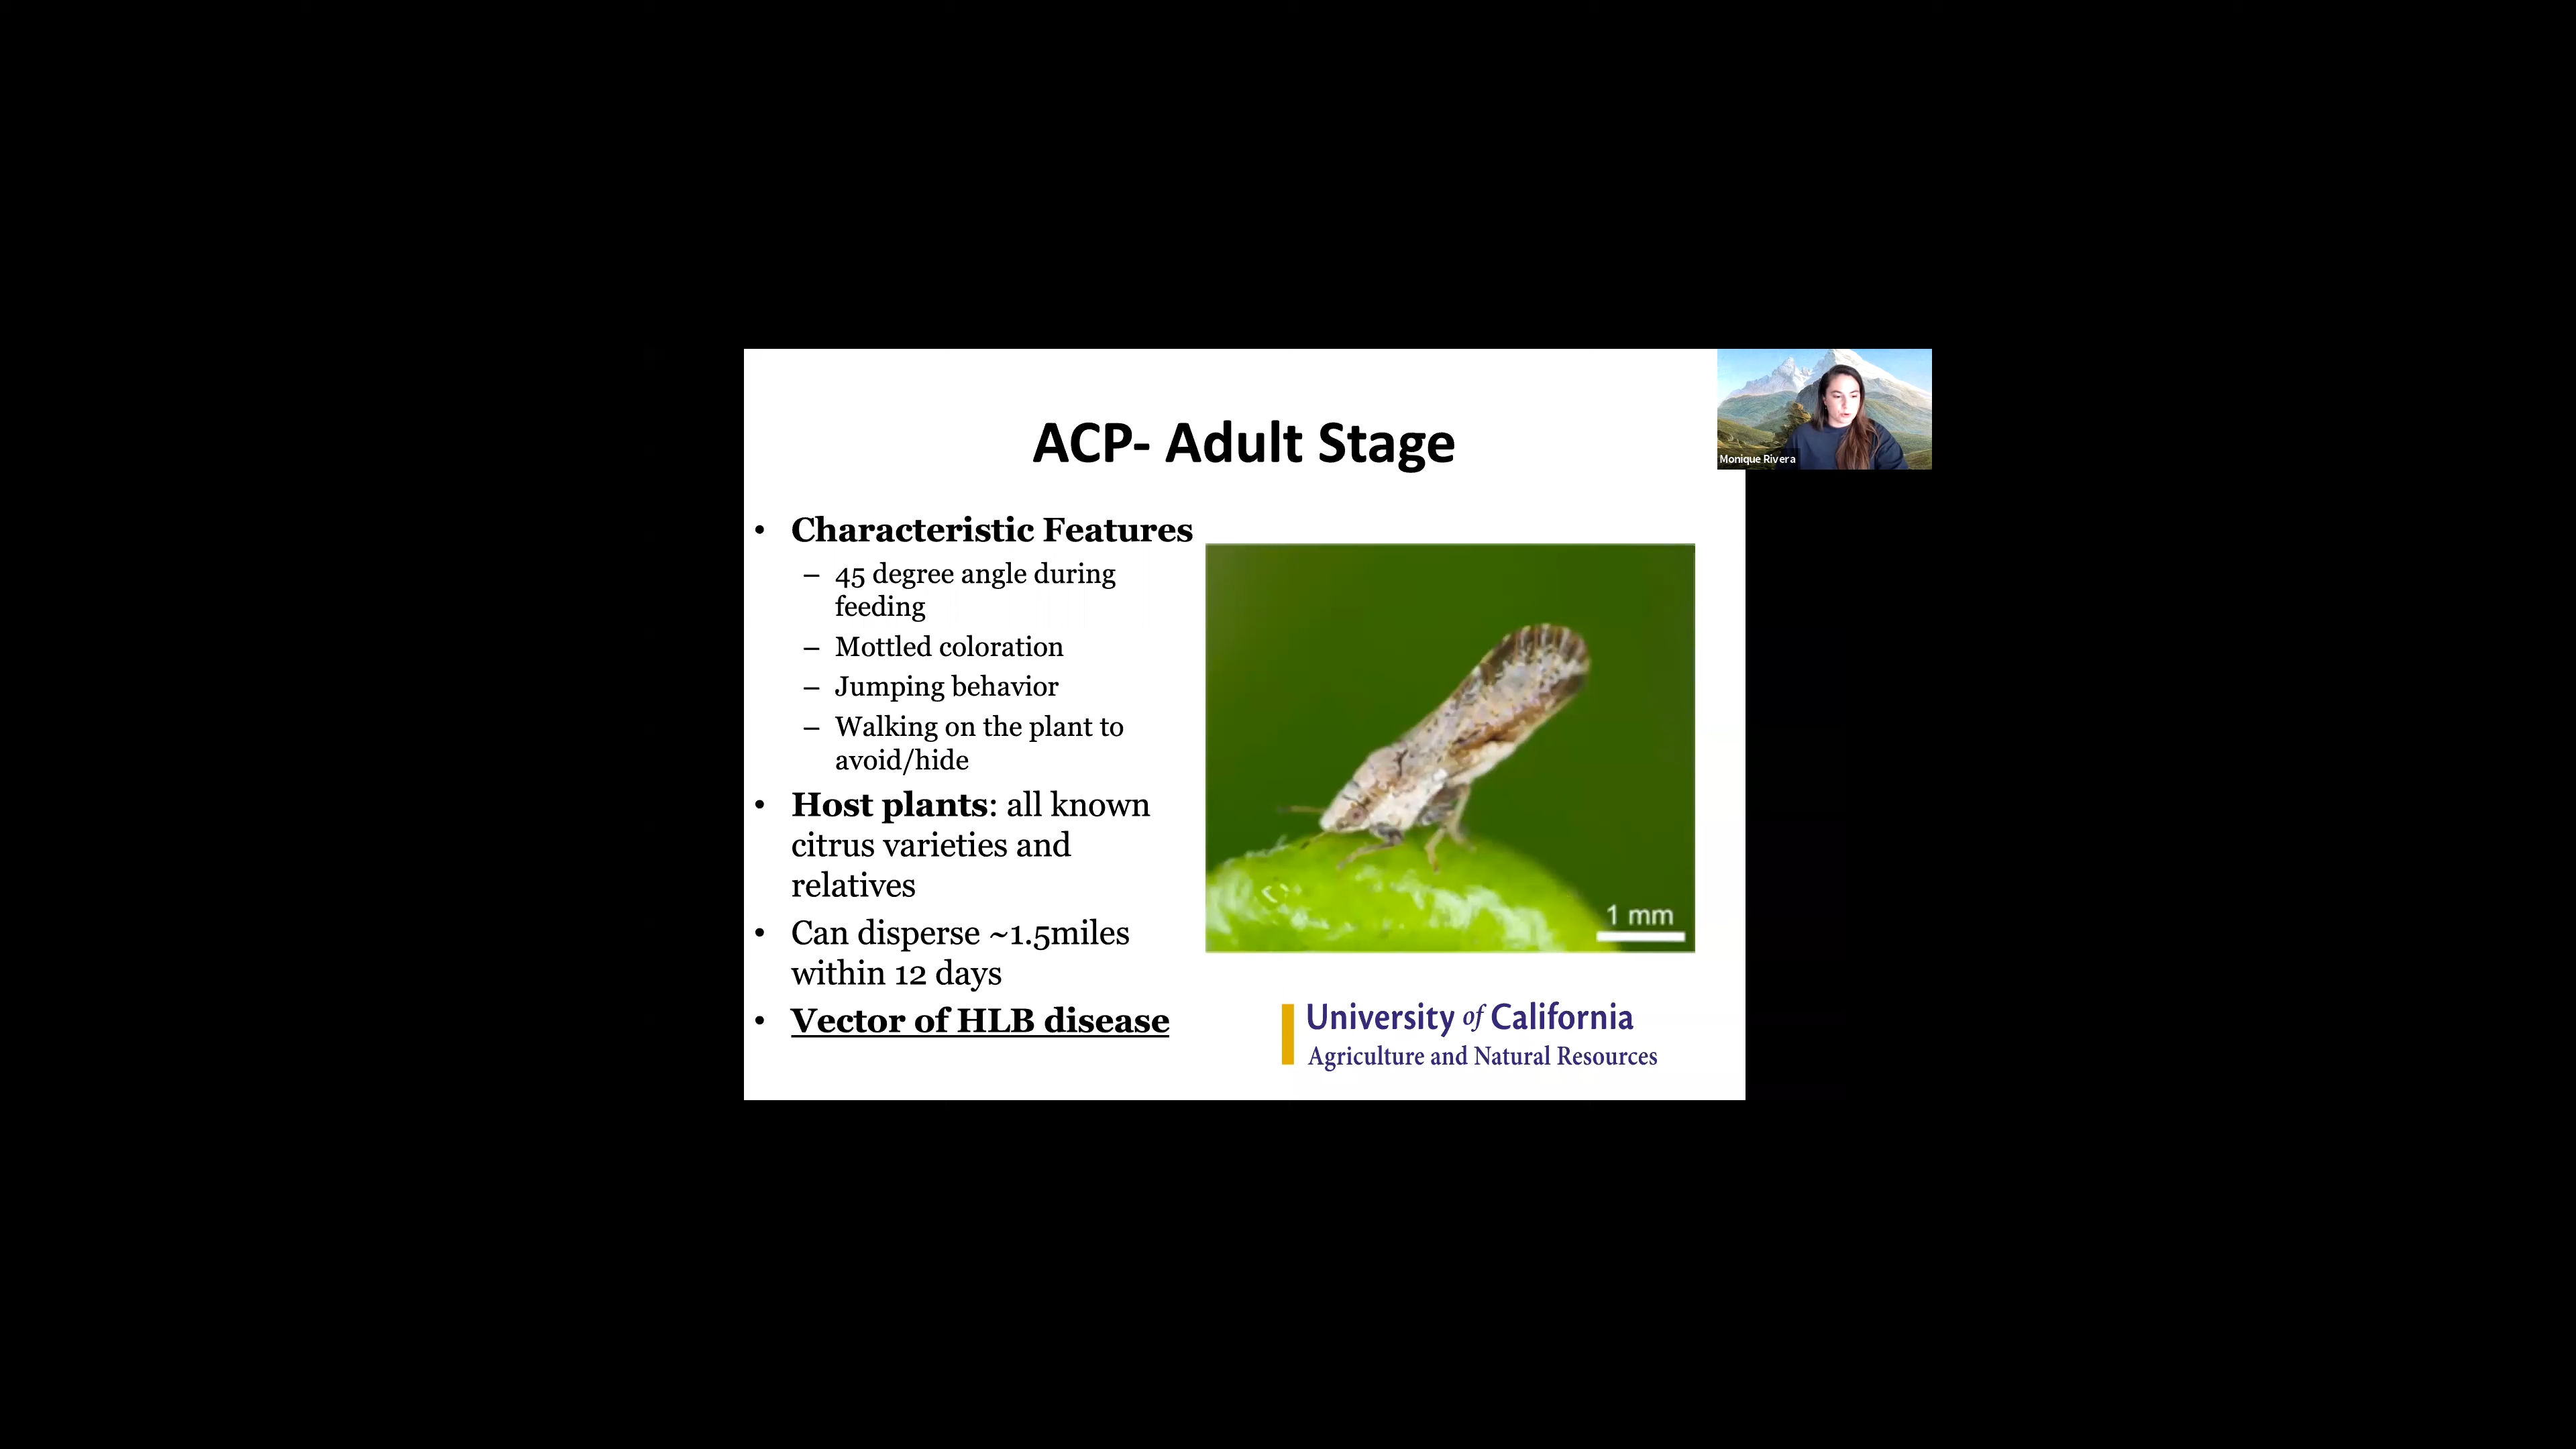 ACP- Adult Stage
Monique Rivera
• Characteristic Features
– 45 degree angle during
feeding
– Mottled coloration
– Jumping behavior
– Walking on the plant to
avoid/hide
• Host plants: all known
citrus varieties and
relatives
• Can disperse ~1.5miles
within 12 days
• Vector of HLB disease
1 mm
University of California
Agriculture and Natural Resources